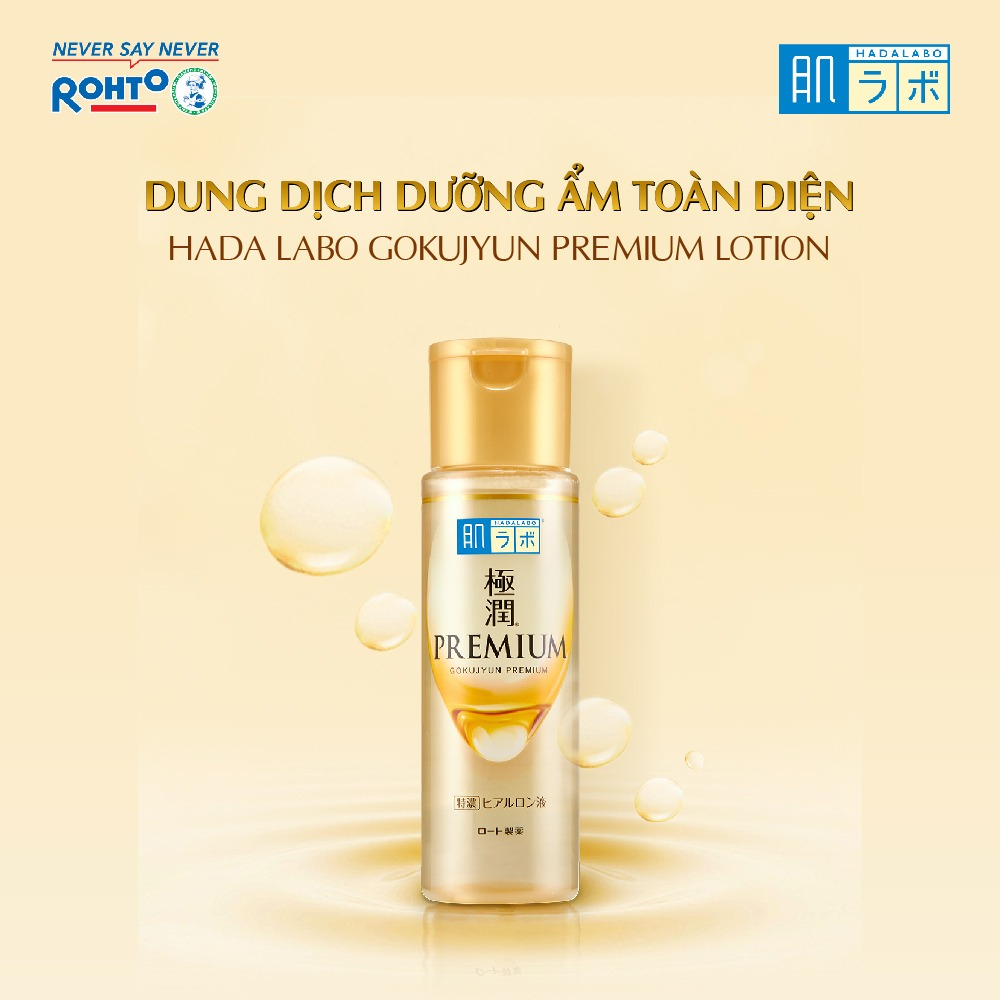 NEVER SAY NEVER
ROHTO
HADALABO
肌ラボ
DUNG DỊCH DƯỠNG ẨM TOÀN DIỆN
HADA LABO GOKUJYUN PREMIUM LOTION
HADALABO
肌ラボ
極
潤
PREMIUM
GOKUJYUN PREMIUM
特濃 ヒアルロン液
ロート製薬